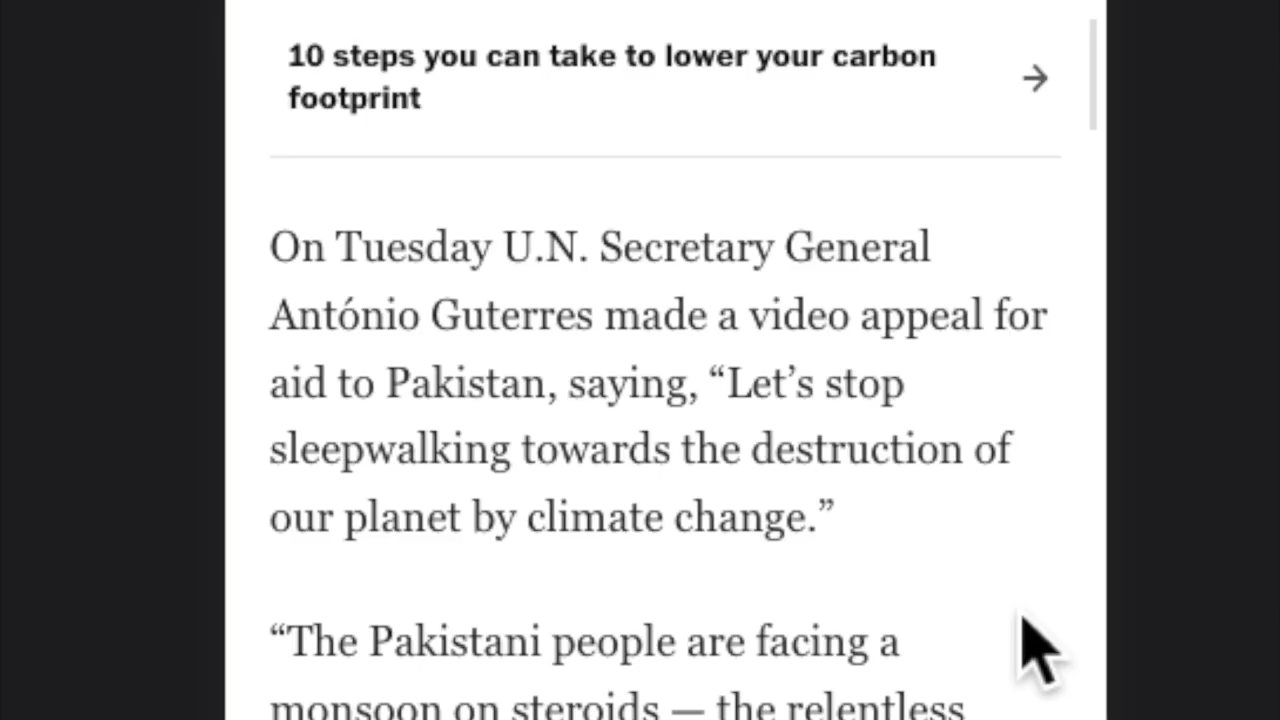 10 steps you can take to lower your carbon
footprint
On Tuesday U.N. Secretary General
António Guterres made a video appeal for
aid to Pakistan, saying, “Let’s stop
sleepwalking towards the destruction of
our planet by climate change.”
“The Pakistani people are facing a
monsoon on steroids — the relentless